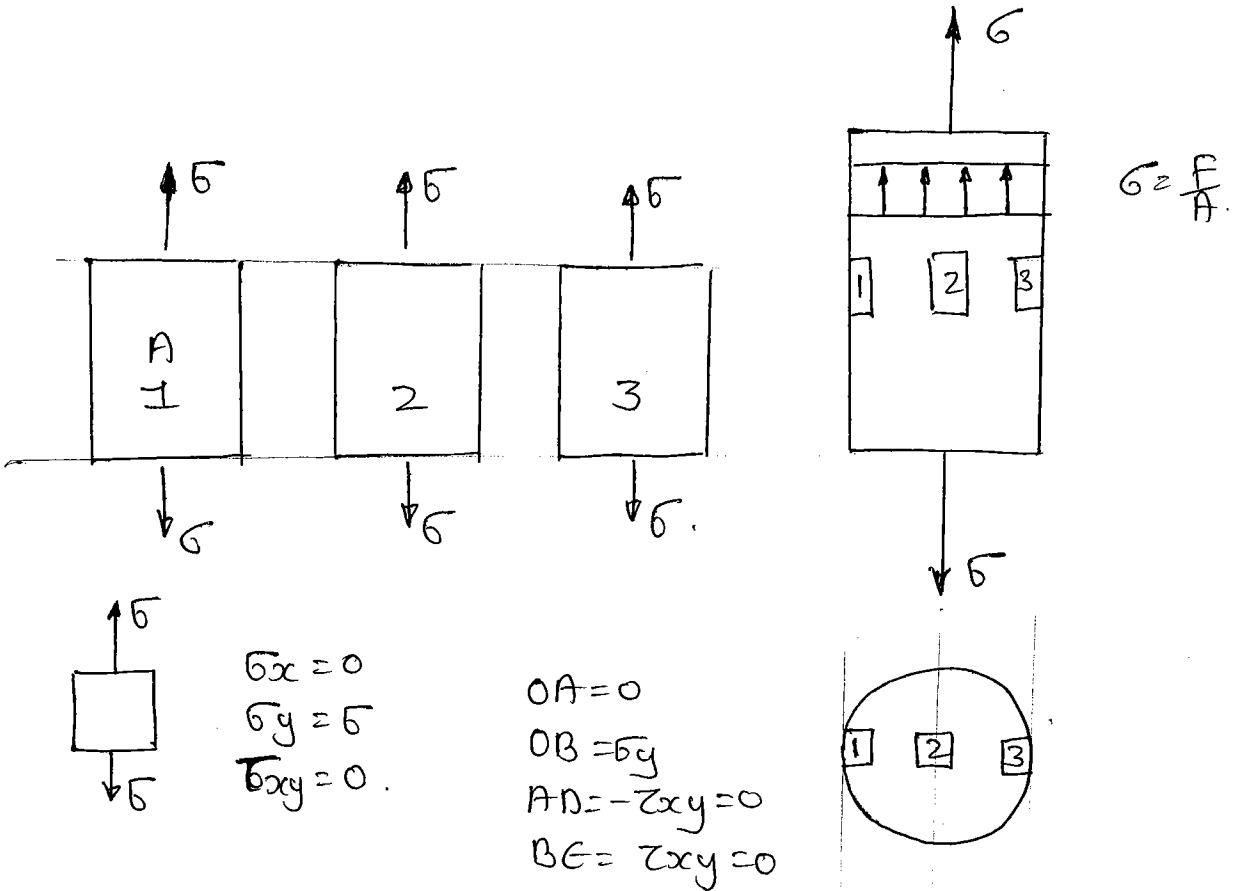 σ
σ
σ
σ
σ = F/A.
A
1
2
3
1
2
3
σ
σ
σ.
σ
σ
σx = 0
σy = σ
τxy = 0.
σ
OA = 0
OB = σy
AD = -τxy = 0
BE = τxy = 0
1
2
3